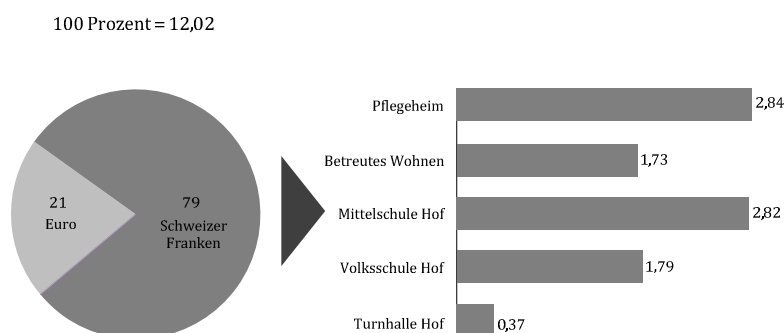 100 Prozent = 12,02
21
Euro
79
Schweizer
Franken
Pflegeheim 2,84
Betreutes Wohnen 1,73
Mittelschule Hof 2,82
Volksschule Hof 1,79
Turnhalle Hof 0,37